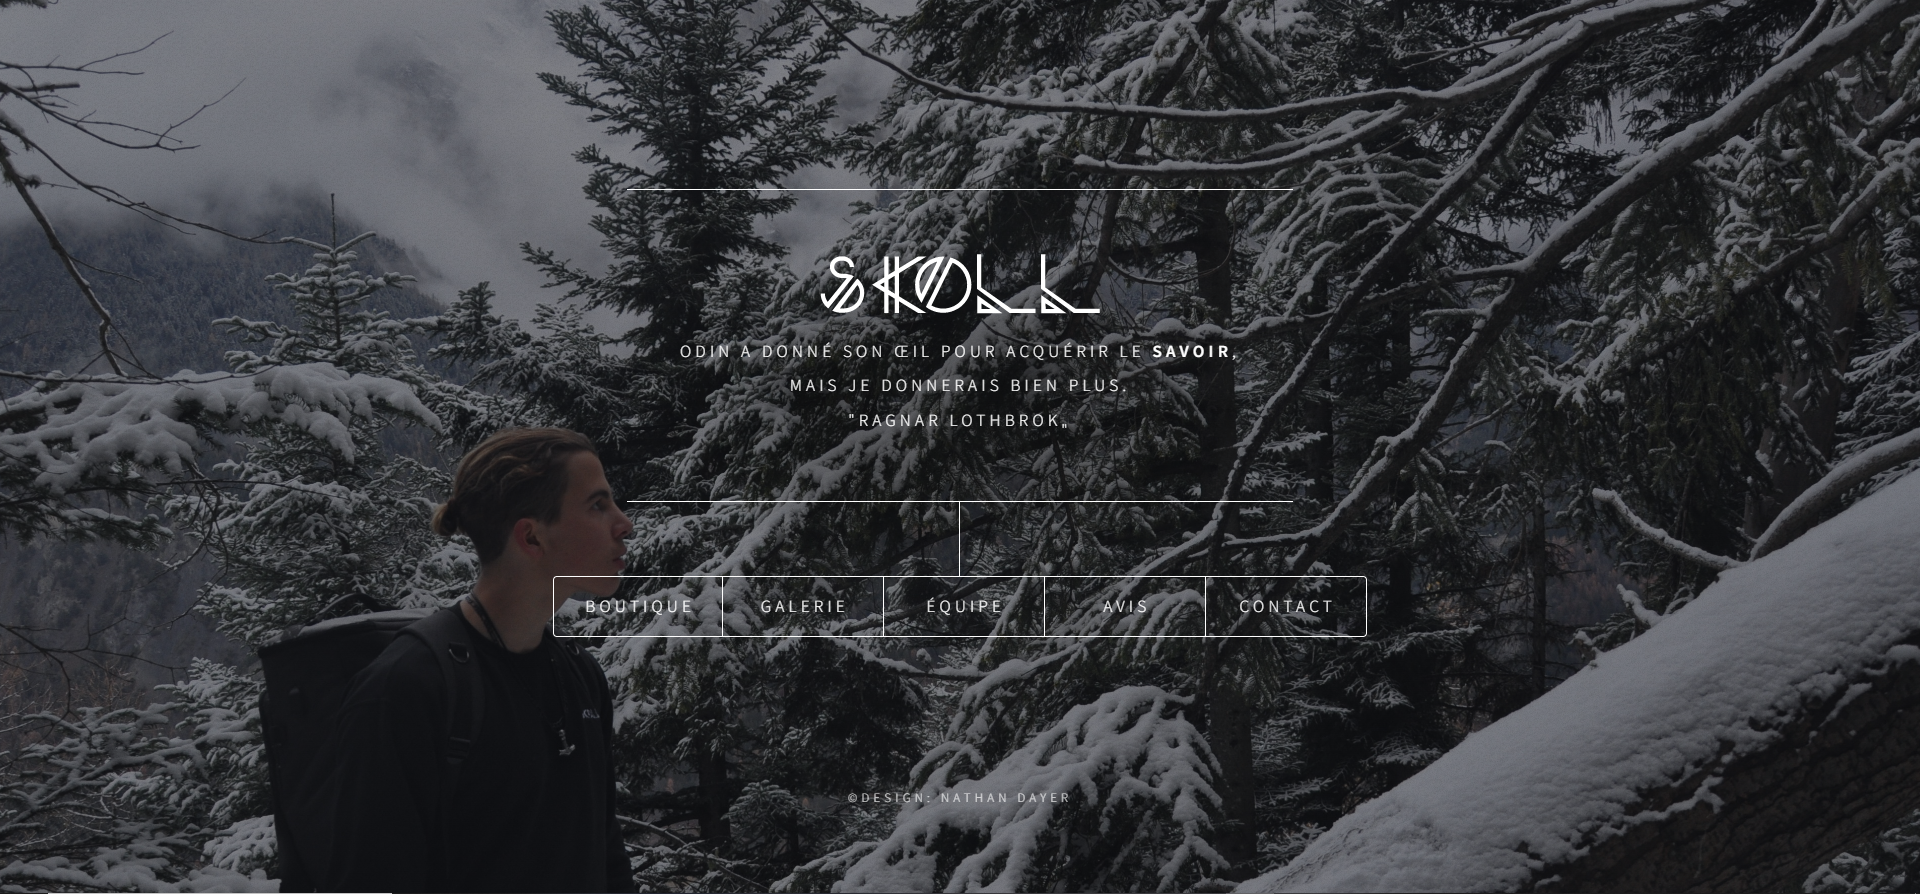 SKØLL
ODIN A DONNÉ SON ŒIL POUR ACQUÉRIR LE SAVOIR,
MAIS JE DONNERAIS BIEN PLUS.
"RAGNAR LOTHBROK„
BOUTIQUE GALERIE ÉQUIPE AVIS CONTACT
©DESIGN: NATHAN DAYER